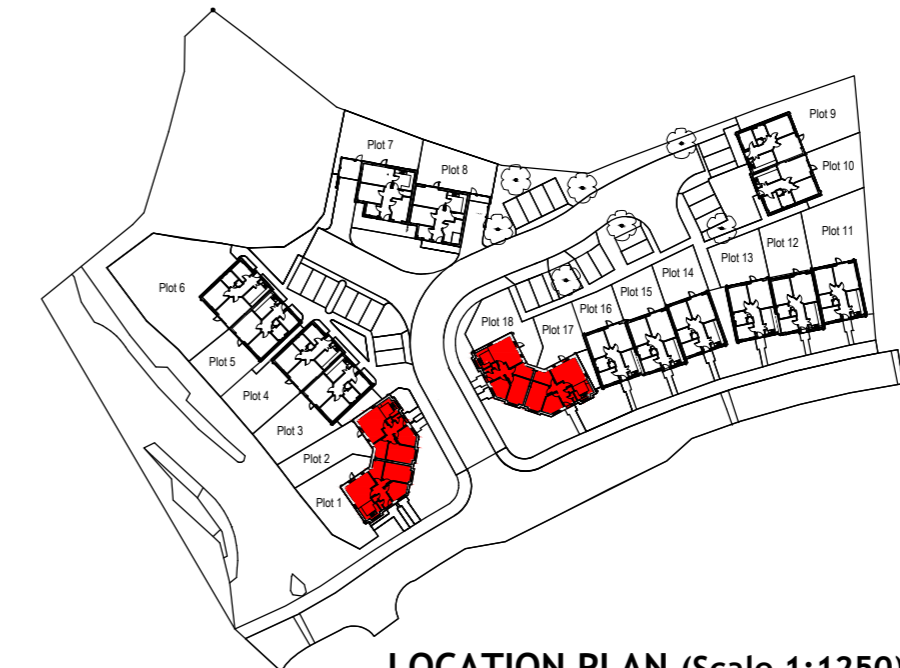 Plot 9
Plot 7
Plot 8
Plot 10
Plot 11
Plot 12
Plot 13
Plot 14
Plot 6
Plot 15
Plot 16
Plot 18
Plot 17
Plot 5
Plot 4
Plot 3
Plot 2
Plot 1
LOCATION PLAN (Scale 1:1250)